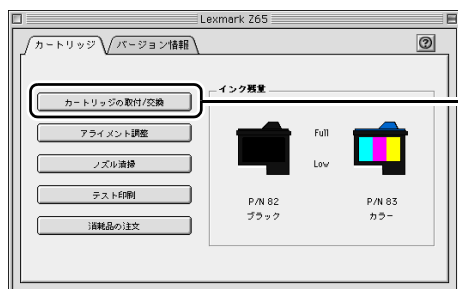 Lexmark Z65
カートリッジ
バージョン情報
?
カートリッジの取付/交換
アライメント調整
ノズル清掃
テスト印刷
消耗品の注文
インク残量
Full
Low
P/N 82
ブラック
P/N 83
カラー